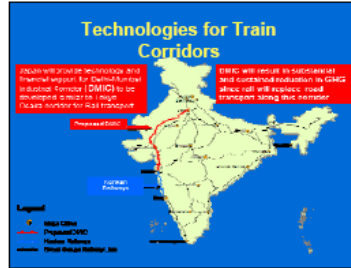 Technologies for Train
Corridors
Japan will provide technology and
financial support for Delhi-Mumbai
Industrial Corridor (DMIC) to be
developed similar to Tokyo
Osaka corridor for Rail transport
DMIC will result in substantial
and sustained reduction in GHG
since rail will replace road
transport along this corridor
Proposed DMIC
Konkan
Railways
Legend
Mega Cities
Proposed DMIC
Konkan Railways